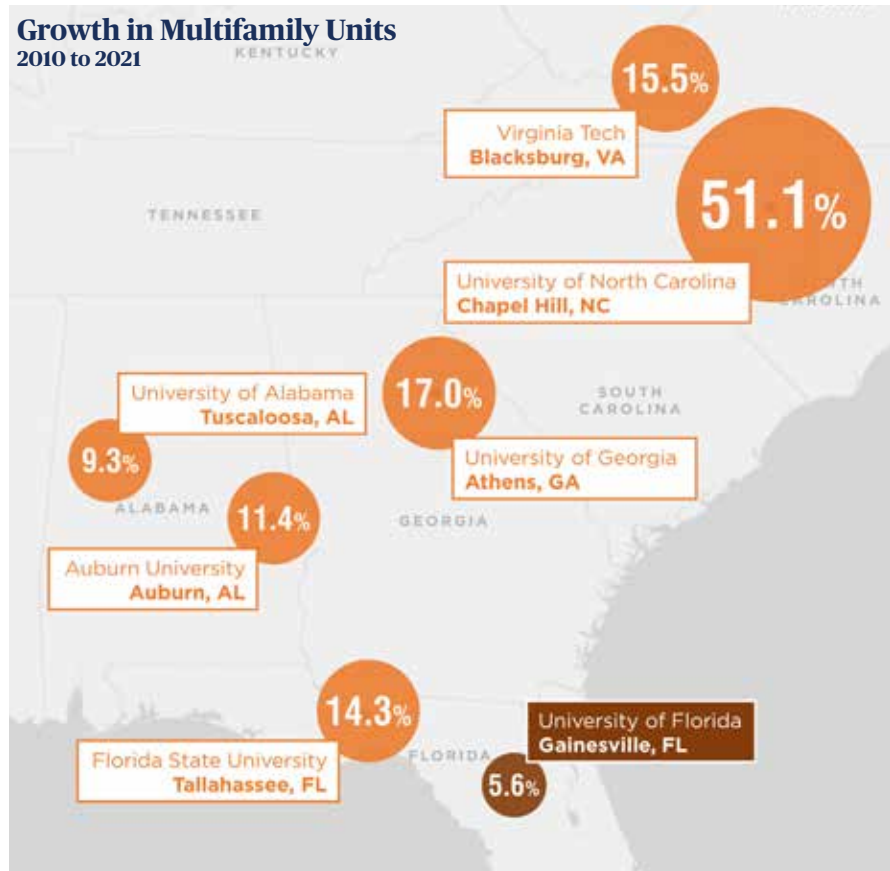 Growth in Multifamily Units
2010 to 2021
KENTUCKY
15.5%
Virginia Tech
Blacksburg, VA
51.1%
TENNESSEE
University of North Carolina
Chapel Hill, NC
CAROLINA
University of Alabama
Tuscaloosa, AL
17.0%
SOUTH
CAROLINA
9.3%
University of Georgia
Athens, GA
ALABAMA
11.4%
GEORGIA
Auburn University
Auburn, AL
14.3%
University of Florida
Gainesville, FL
Florida State University
Tallahassee, FL
FLORIDA
5.6%